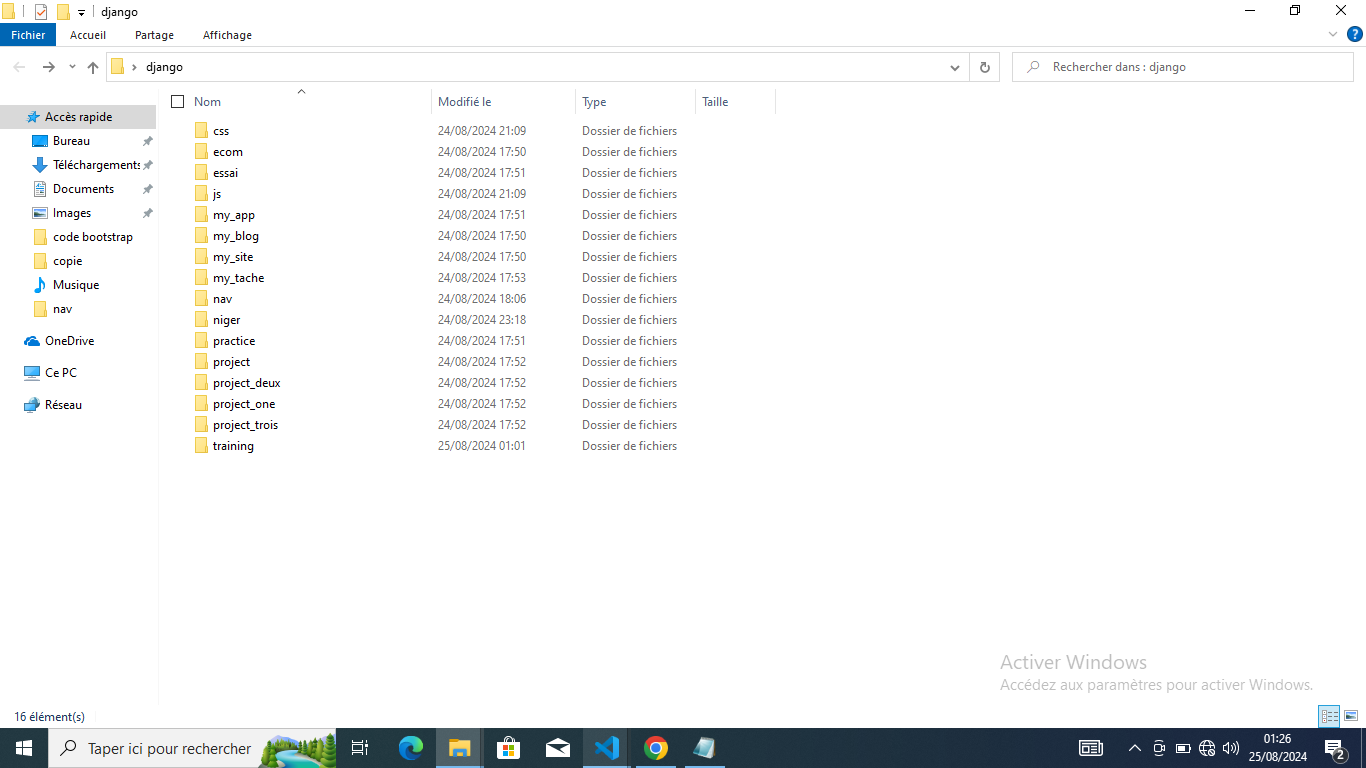 django
Fichier Accueil Partage Affichage
django Rechercher dans : django
Nom Modifié le Type Taille
Accès rapide
Bureau
Téléchargements
Documents
Images
code bootstrap
copie
Musique
nav
OneDrive
Ce PC
Réseau
css 24/08/2024 21:09 Dossier de fichiers
ecom 24/08/2024 17:50 Dossier de fichiers
essai 24/08/2024 17:51 Dossier de fichiers
js 24/08/2024 21:09 Dossier de fichiers
my_app 24/08/2024 17:51 Dossier de fichiers
my_blog 24/08/2024 17:50 Dossier de fichiers
my_site 24/08/2024 17:50 Dossier de fichiers
my_tache 24/08/2024 17:53 Dossier de fichiers
nav 24/08/2024 18:06 Dossier de fichiers
niger 24/08/2024 23:18 Dossier de fichiers
practice 24/08/2024 17:51 Dossier de fichiers
project 24/08/2024 17:52 Dossier de fichiers
project_deux 24/08/2024 17:52 Dossier de fichiers
project_one 24/08/2024 17:52 Dossier de fichiers
project_trois 24/08/2024 17:52 Dossier de fichiers
training 25/08/2024 01:01 Dossier de fichiers
Activer Windows
Accédez aux paramètres pour activer Windows.
16 élément(s)
Taper ici pour rechercher
01:26
25/08/2024
2